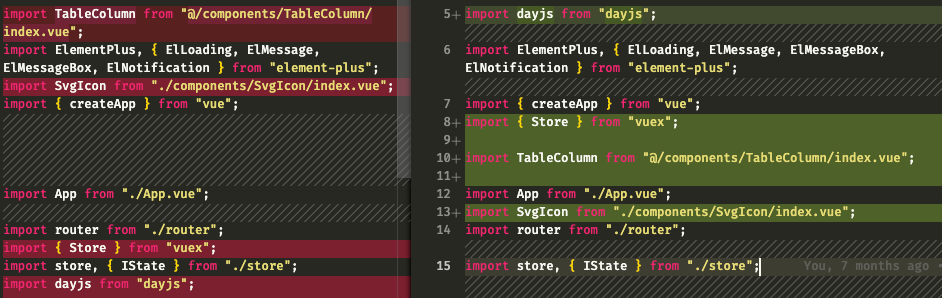 import TableColumn from "@/components/TableColumn/
index.vue";
import ElementPlus, { ElLoading, ElMessage,
ElMessageBox, ElNotification } from "element-plus";
import SvgIcon from "./components/SvgIcon/index.vue";
import { createApp } from "vue";
import App from "./App.vue";
import router from "./router";
import { Store } from "vuex";
import store, { IState } from "./store";
import dayjs from "dayjs";
5+ import dayjs from "dayjs";
6 import ElementPlus, { ElLoading, ElMessage, ElMessageBox,
ElNotification } from "element-plus";
7 import { createApp } from "vue";
8+ import { Store } from "vuex";
9+
10+ import TableColumn from "@/components/TableColumn/index.vue";
11+
12 import App from "./App.vue";
13+ import SvgIcon from "./components/SvgIcon/index.vue";
14 import router from "./router";
15 import store, { IState } from "./store"; You, 7 months ago •